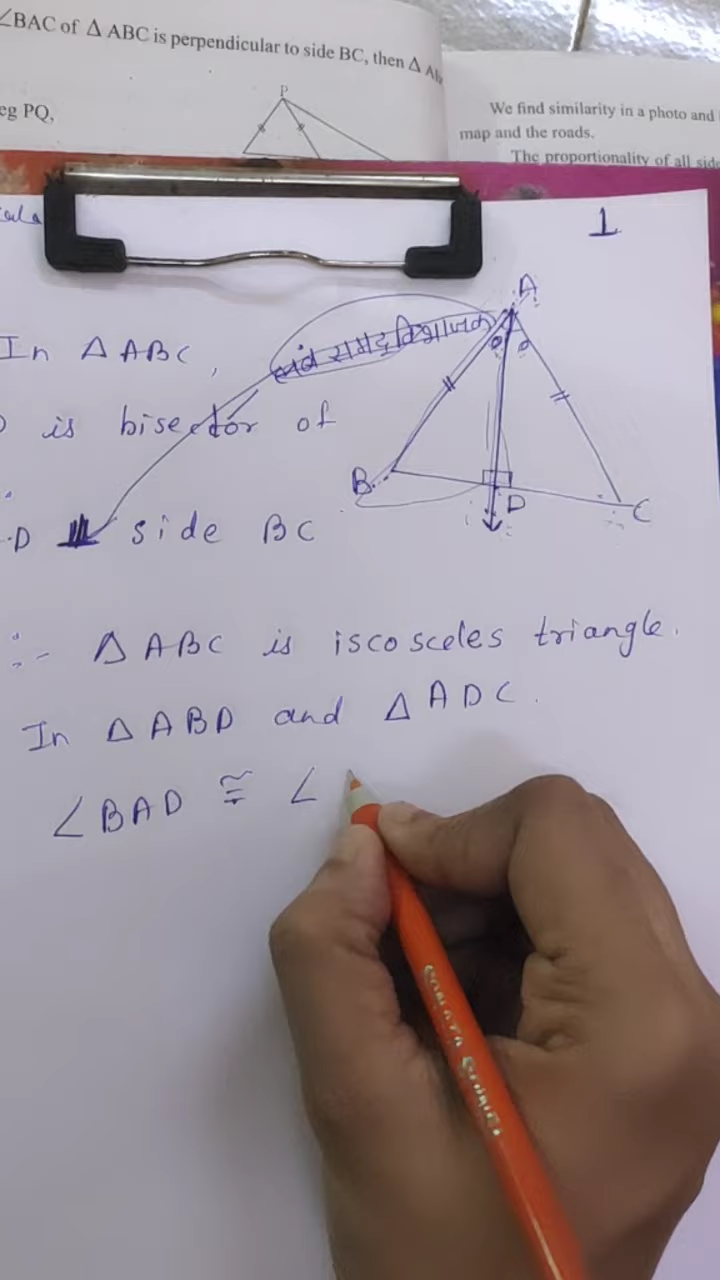 ∠BAC of Δ ABC is perpendicular to side BC, then Δ
eg PQ,
P
We find similarity in a photo and
map and the roads.
The proportionality of all side
1
A
In Δ ABC,
is bisector of
B
D
C
D side BC
∴ Δ ABC is iscosceles triangle.
In Δ ABD and Δ ADC.
∠BAD ≅ ∠